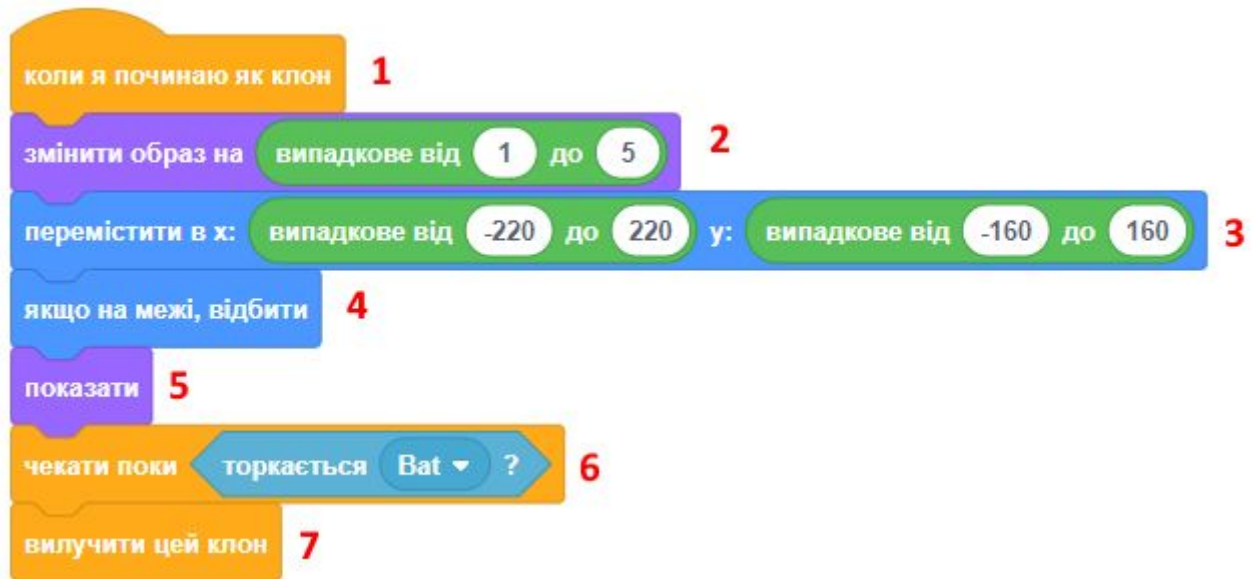 коли я починаю як клон 1
змінити образ на випадкове від 1 до 5 2
перемістити в x: випадкове від -220 до 220 y: випадкове від -160 до 160 3
якщо на межі, відбити 4
показати 5
чекати поки торкається Bat ? 6
вилучити цей клон 7